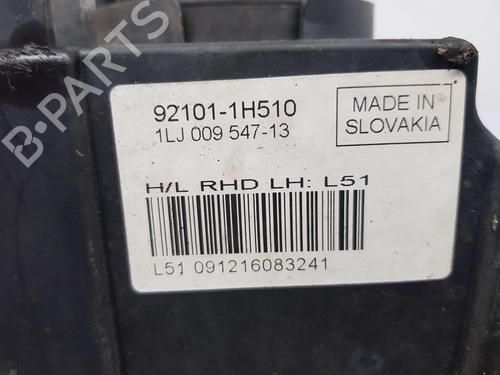 92101-1H510
1LJ 009 547-13
MADE IN
SLOVAKIA
H/L RHD LH: L51
L51 091216083241
B-PARTS